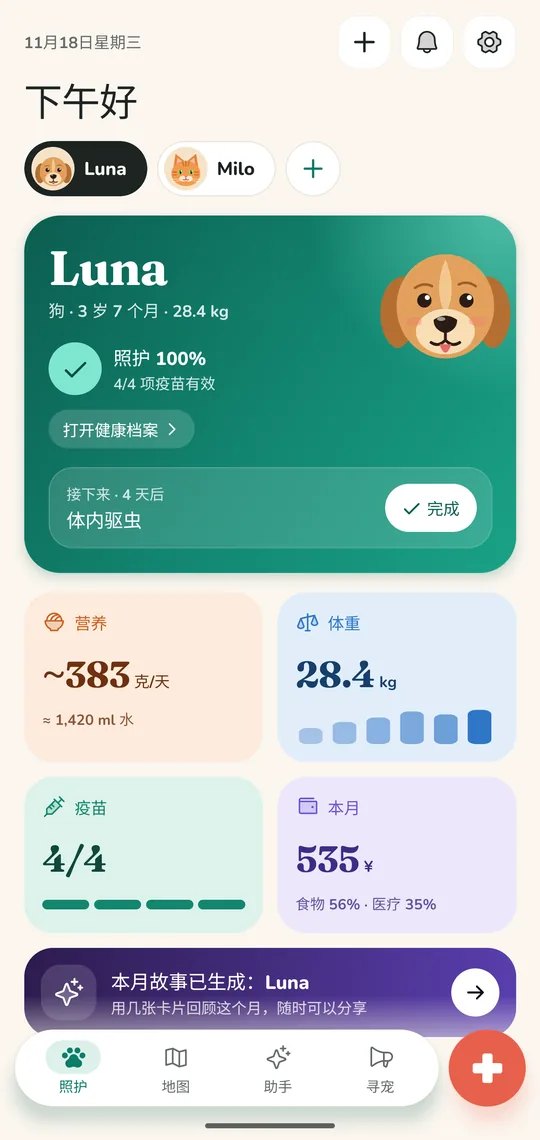 11月18日星期三
下午好
Luna
Milo
Luna
狗 · 3 岁 7 个月 · 28.4 kg
照护 100%
4/4 项疫苗有效
打开健康档案
接下来 · 4 天后
体内驱虫
完成
营养
~383 克/天
≈ 1,420 ml 水
体重
28.4 kg
疫苗
4/4
本月
535 ¥
食物 56% · 医疗 35%
本月故事已生成：Luna
用几张卡片回顾这个月，随时可以分享
照护
地图
助手
寻宠